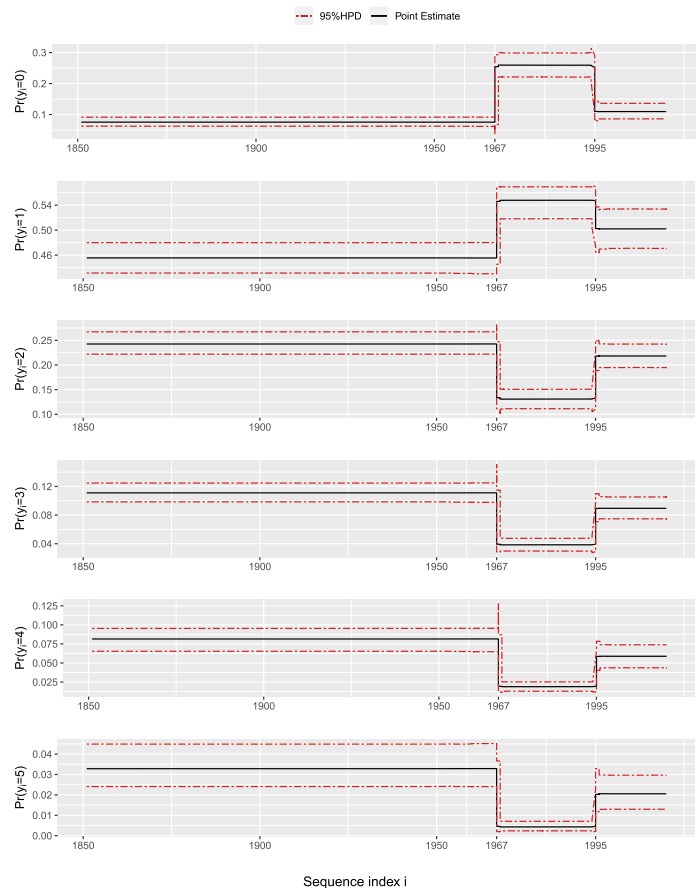 95%HPD Point Estimate
Pr(yᵢ=0)
0.3
0.2
0.1
1850 1900 1950 1967 1995
Pr(yᵢ=1)
0.54
0.50
0.46
1850 1900 1950 1967 1995
Pr(yᵢ=2)
0.25
0.20
0.15
0.10
1850 1900 1950 1967 1995
Pr(yᵢ=3)
0.12
0.08
0.04
1850 1900 1950 1967 1995
Pr(yᵢ=4)
0.125
0.100
0.075
0.050
0.025
1850 1900 1950 1967 1995
Pr(yᵢ=5)
0.04
0.03
0.02
0.01
0.00
1850 1900 1950 1967 1995
Sequence index i